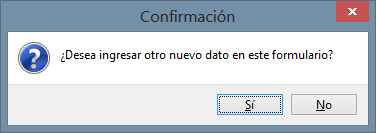 Confirmación
¿Desea ingresar otro nuevo dato en este formulario?
Sí No